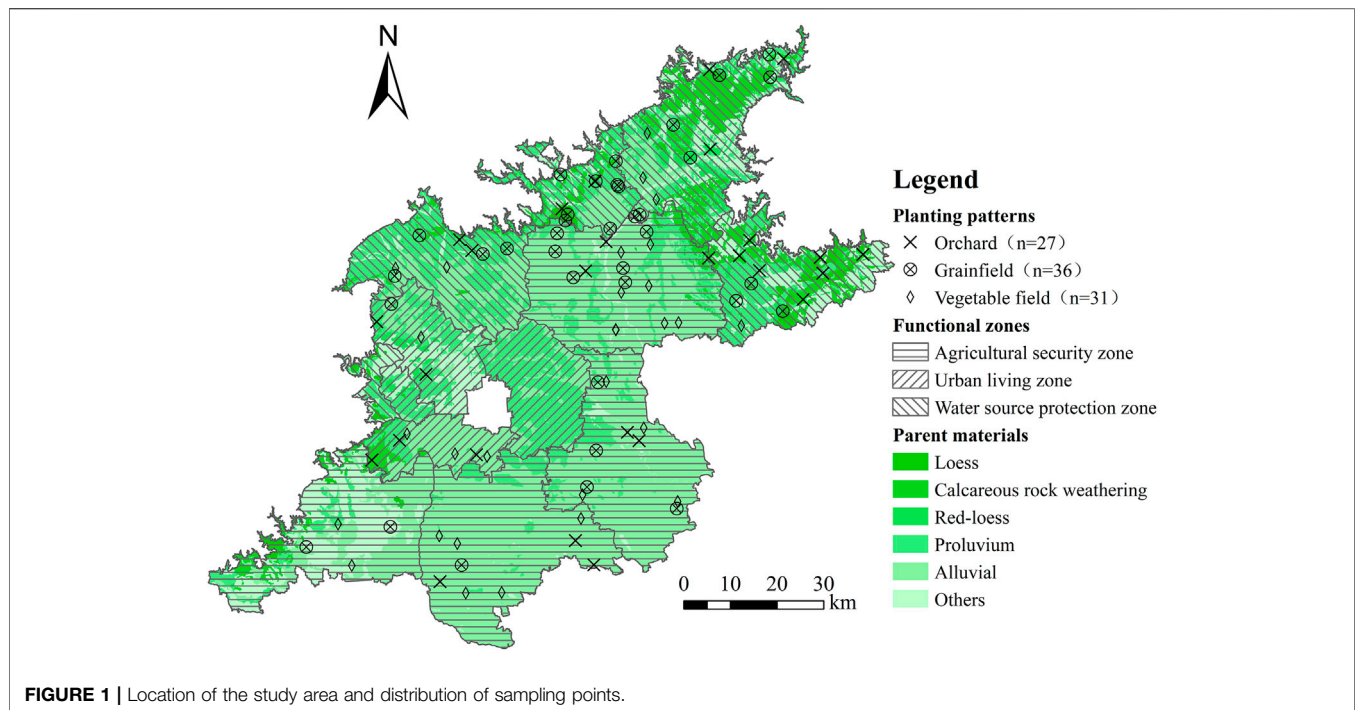 N
Legend
Planting patterns
Orchard（n=27）
Grainfield（n=36）
Vegetable field（n=31）
Functional zones
Agricultural security zone
Urban living zone
Water source protection zone
Parent materials
Loess
Calcareous rock weathering
Red-loess
Proluvium
Alluvial
Others
0 10 20 30
km
FIGURE 1 | Location of the study area and distribution of sampling points.